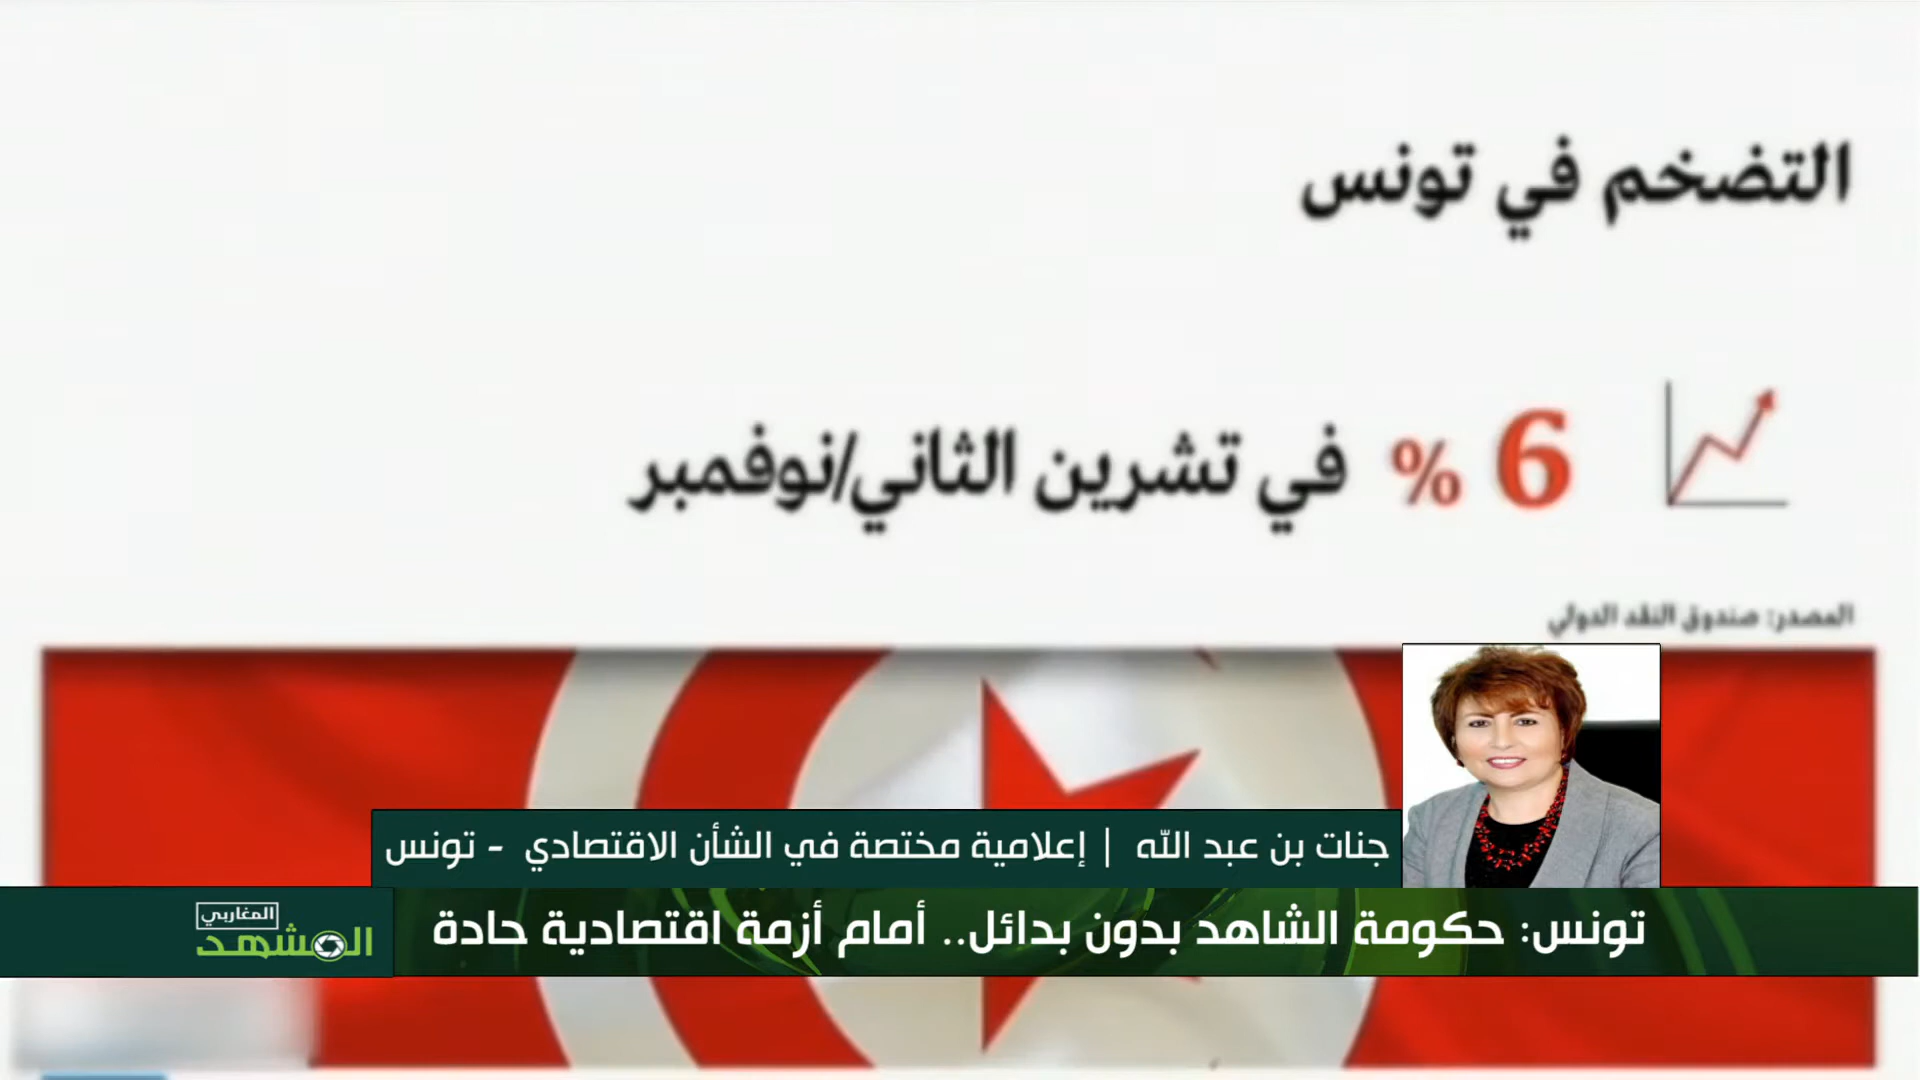 التضخم في تونس
6 % في تشرين الثاني/نوفمبر
المصدر: صندوق النقد الدولي
جنات بن عبد الله | إعلامية مختصة في الشأن الاقتصادي - تونس
تونس: حكومة الشاهد بدون بدائل.. أمام أزمة اقتصادية حادة
المغاربي
المشهد